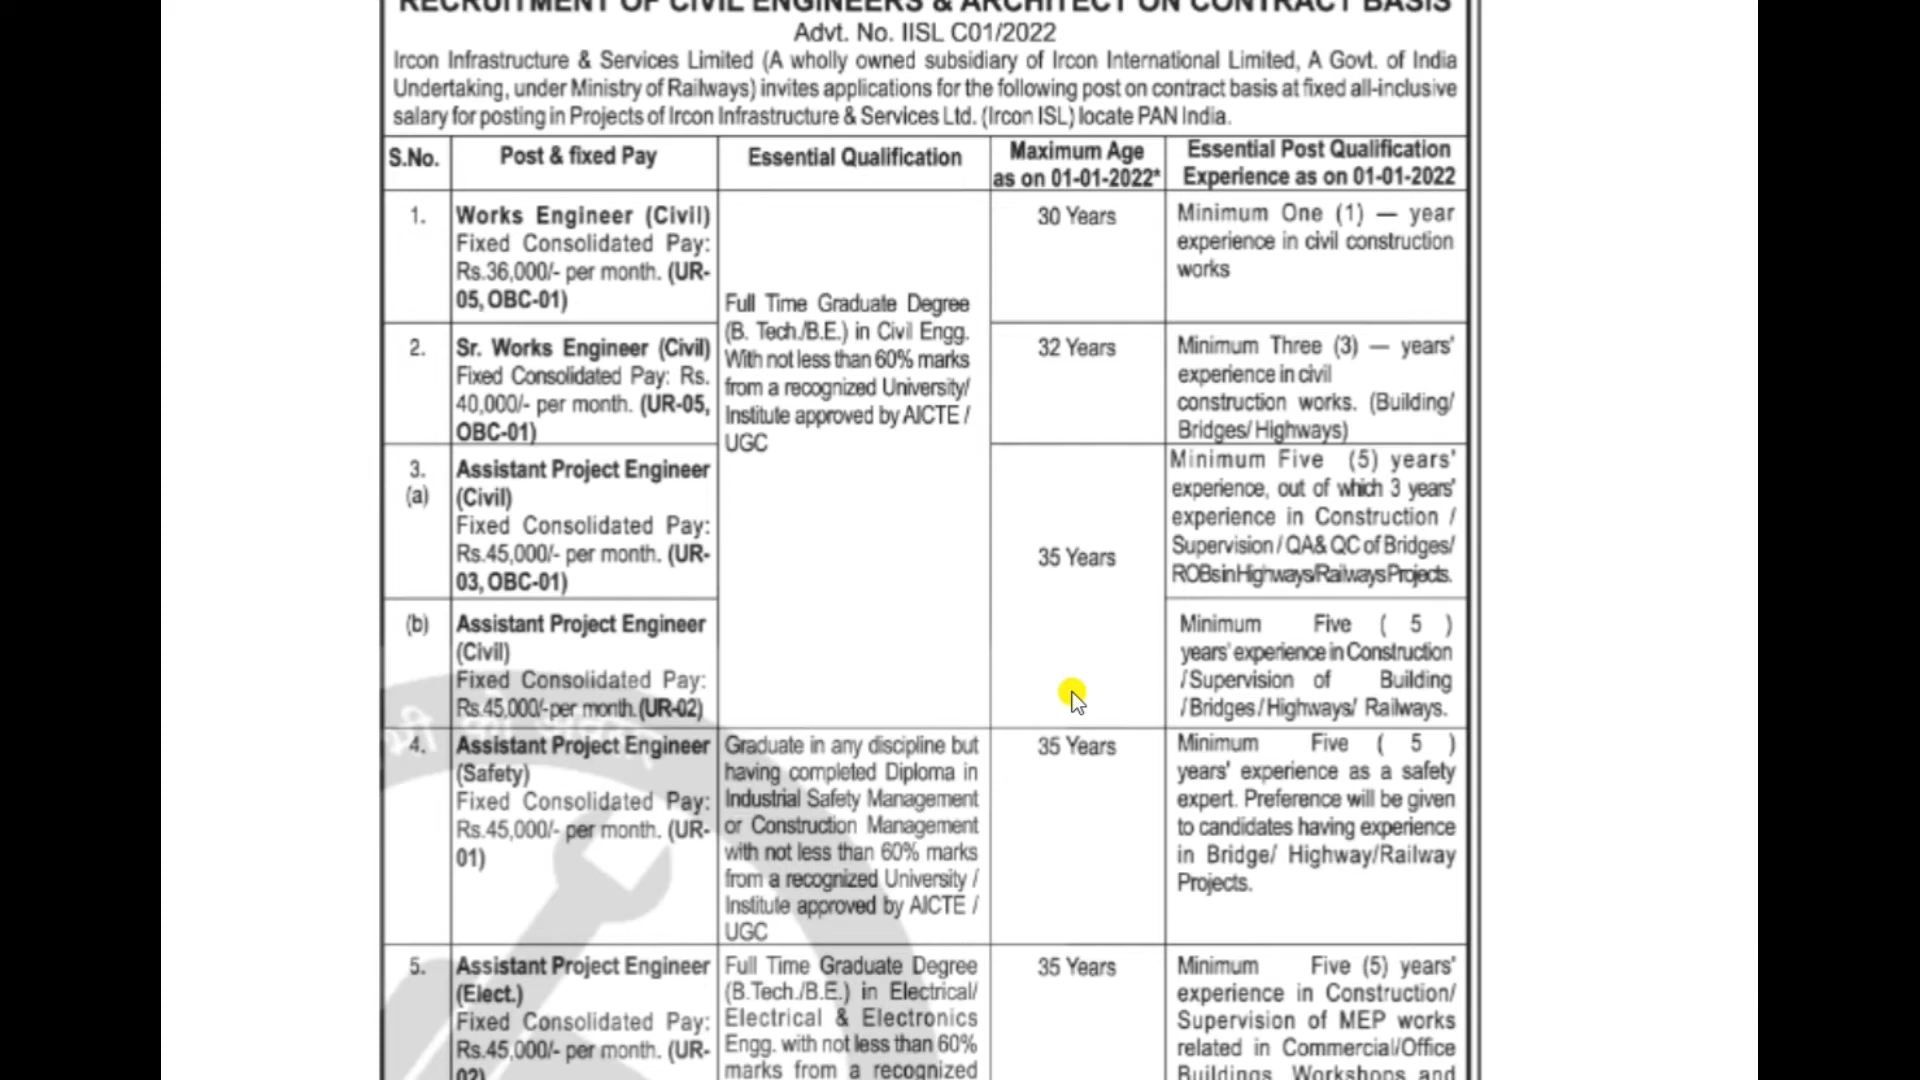 RECRUITMENT OF CIVIL ENGINEERS & ARCHITECT ON CONTRACT BASIS
Advt. No. IISL C01/2022
Ircon Infrastructure & Services Limited (A wholly owned subsidiary of Ircon International Limited, A Govt. of India
Undertaking, under Ministry of Railways) invites applications for the following post on contract basis at fixed all-inclusive
salary for posting in Projects of Ircon Infrastructure & Services Ltd. (Ircon ISL) locate PAN India.
S.No.
Post & fixed Pay
Essential Qualification
Maximum Age
as on 01-01-2022*
Essential Post Qualification
Experience as on 01-01-2022
1.
Works Engineer (Civil)
Fixed Consolidated Pay:
Rs.36,000/- per month. (UR-
05, OBC-01)
Full Time Graduate Degree
(B. Tech./B.E.) in Civil Engg.
With not less than 60% marks
from a recognized University/
Institute approved by AICTE /
UGC
30 Years
Minimum One (1) — year
experience in civil construction
works
2.
Sr. Works Engineer (Civil)
Fixed Consolidated Pay: Rs.
40,000/- per month. (UR-05,
OBC-01)
32 Years
Minimum Three (3) — years'
experience in civil
construction works. (Building/
Bridges/ Highways)
3.
(a)
Assistant Project Engineer
(Civil)
Fixed Consolidated Pay:
Rs.45,000/- per month. (UR-
03, OBC-01)
35 Years
Minimum Five (5) years'
experience, out of which 3 years'
experience in Construction /
Supervision / QA& QC of Bridges/
ROBs in Highways/Railways Projects.
(b)
Assistant Project Engineer
(Civil)
Fixed Consolidated Pay:
Rs.45,000/- per month. (UR-02)
Minimum Five ( 5 )
years' experience in Construction
/Supervision of Building
/ Bridges / Highways/ Railways.
4.
Assistant Project Engineer
(Safety)
Fixed Consolidated Pay:
Rs.45,000/- per month. (UR-
01)
Graduate in any discipline but
having completed Diploma in
Industrial Safety Management
or Construction Management
with not less than 60% marks
from a recognized University /
Institute approved by AICTE /
UGC
35 Years
Minimum Five ( 5 )
years' experience as a safety
expert. Preference will be given
to candidates having experience
in Bridge/ Highway/Railway
Projects.
5.
Assistant Project Engineer
(Elect.)
Fixed Consolidated Pay:
Rs.45,000/- per month. (UR-
02)
Full Time Graduate Degree
(B.Tech./B.E.) in Electrical/
Electrical & Electronics
Engg. with not less than 60%
marks from a recognized
35 Years
Minimum Five (5) years'
experience in Construction/
Supervision of MEP works
related in Commercial/Office
Buildings, Workshops and